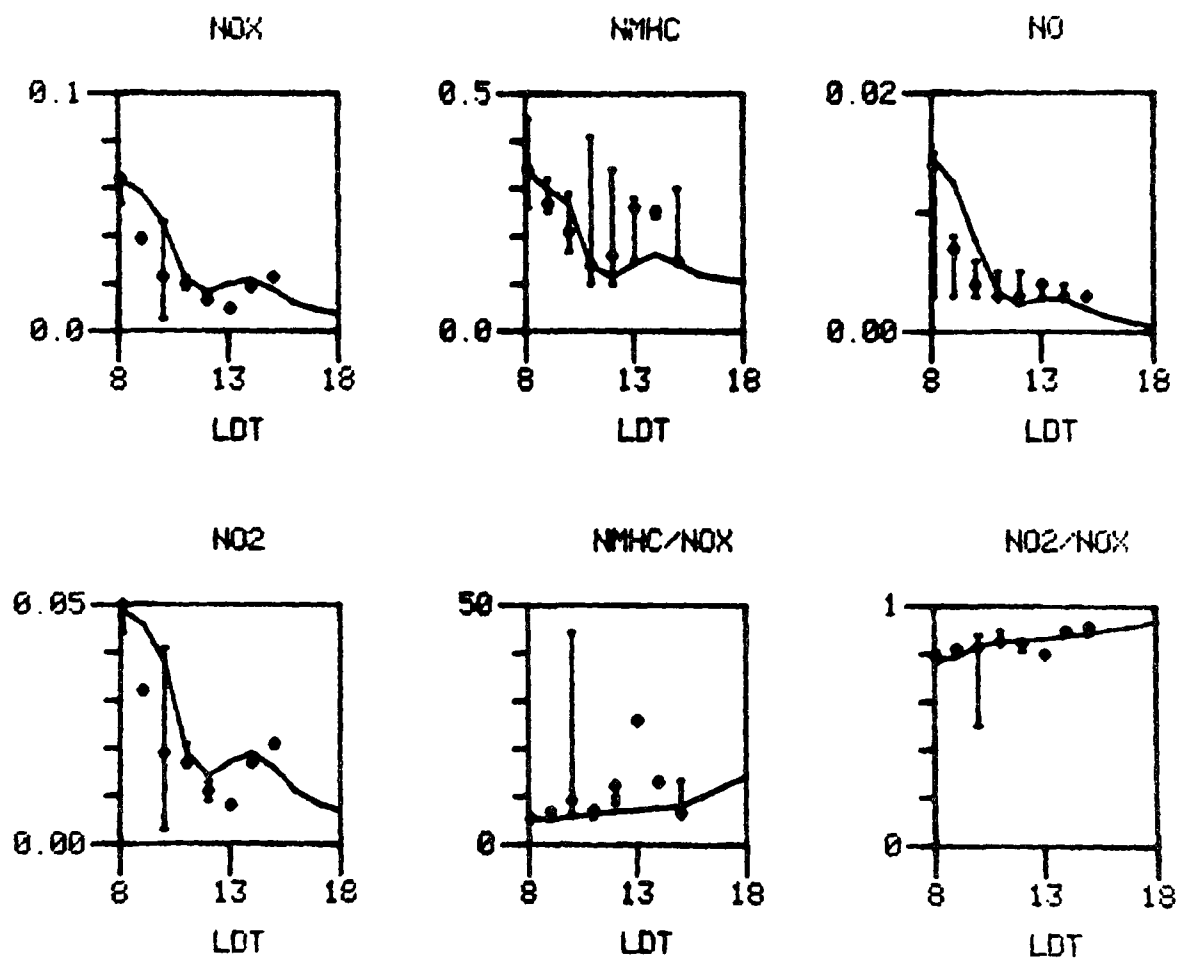 NOX NMHC NO
0.1 0.5 0.02
0.0 0.0 0.00
8 13 18 8 13 18 8 13 18
LDT LDT LDT
NO2 NMHC/NOX NO2/NOX
0.05 50 1
0.00 0 0
8 13 18 8 13 18 8 13 18
LDT LDT LDT